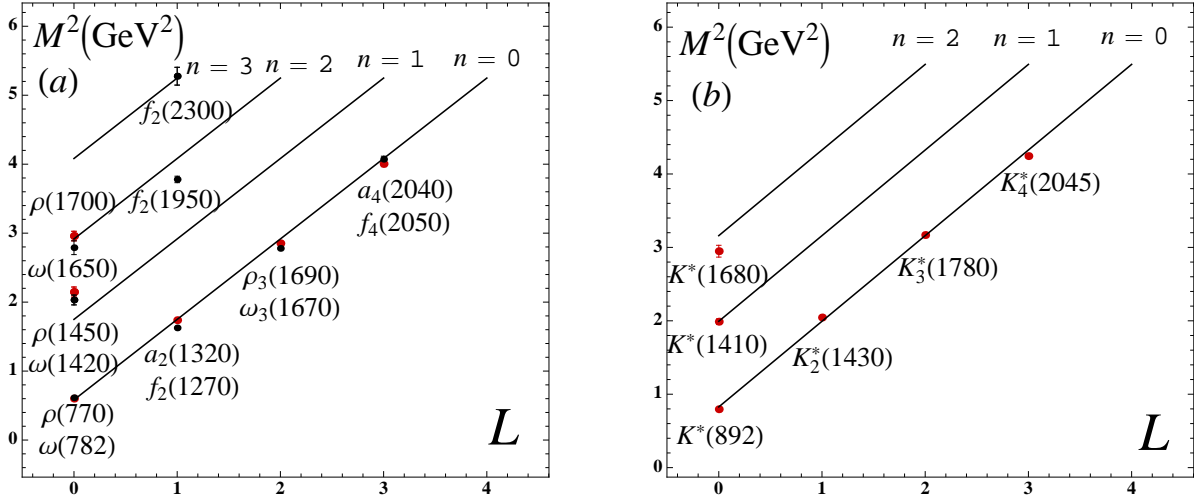 6
5
4
3
2
1
0
M²(GeV²)
(a)
n = 3 n = 2 n = 1 n = 0
f₂(2300)
ρ(1700)
f₂(1950)
a₄(2040)
f₄(2050)
ω(1650)
ρ₃(1690)
ω₃(1670)
ρ(1450)
ω(1420)
a₂(1320)
f₂(1270)
ρ(770)
ω(782)
L
0 1 2 3 4
6
5
4
3
2
1
0
M²(GeV²)
(b)
n = 2 n = 1 n = 0
K₄*(2045)
K*(1680)
K₃*(1780)
K*(1410)
K₂*(1430)
K*(892)
L
0 1 2 3 4